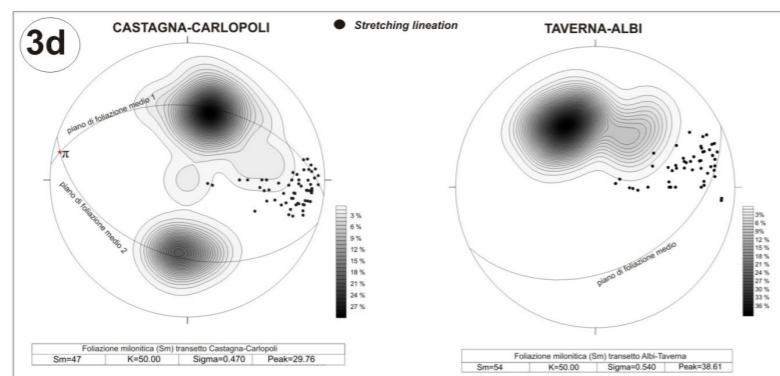 3d
CASTAGNA-CARLOPOLI
Stretching lineation
TAVERNA-ALBI
piano di foliazione medio 1
π
piano di foliazione medio 2
3 %
6 %
9 %
12 %
15 %
18 %
21 %
24 %
27 %
piano di foliazione medio
3%
6%
9%
12%
15%
18%
21%
24%
27%
30%
33%
36%
Foliazione milonitica (Sm) transetto Castagna-Carlopoli
Sm=47 K=50.00 Sigma=0.470 Peak=29.76
Foliazione milonitica (Sm) transetto Albi-Taverna
Sm=54 K=50.00 Sigma=0.540 Peak=38.61